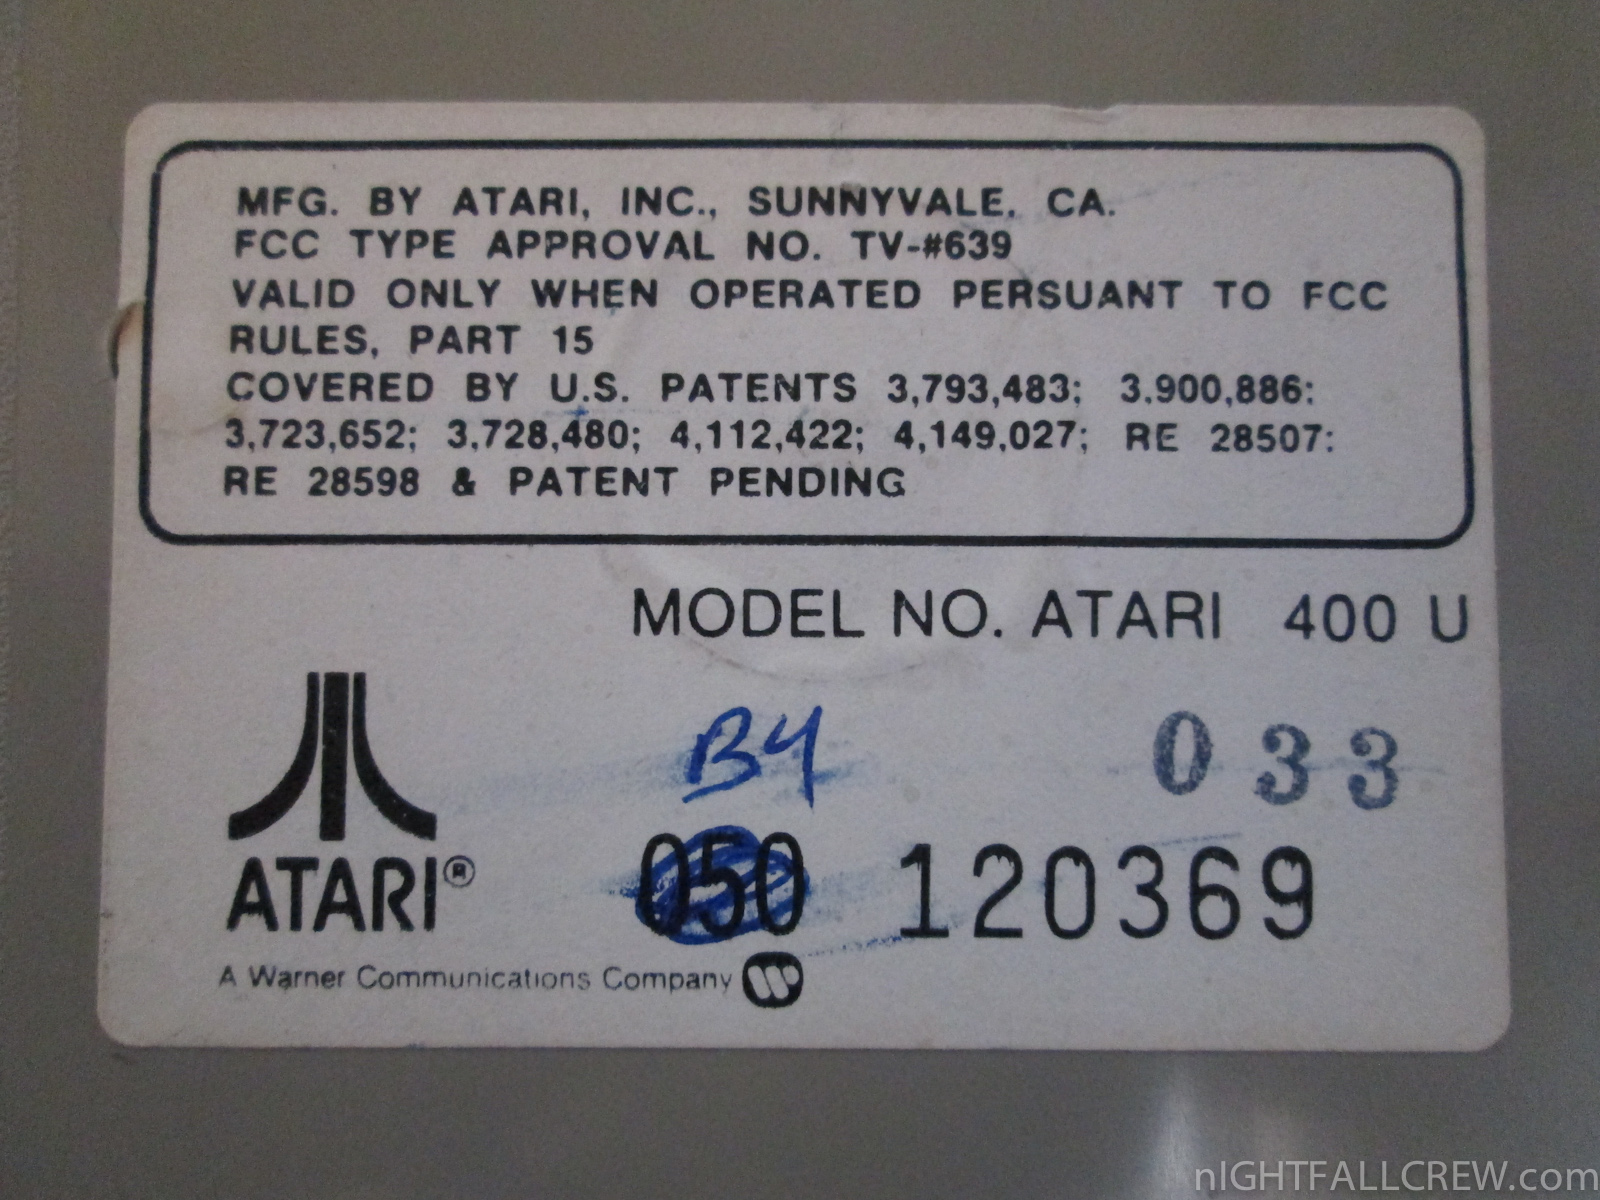 MFG. BY ATARI, INC., SUNNYVALE, CA.
FCC TYPE APPROVAL NO. TV-#639
VALID ONLY WHEN OPERATED PERSUANT TO FCC
RULES, PART 15
COVERED BY U.S. PATENTS 3,793,483; 3,900,886;
3,723,652; 3,728,480; 4,112,422; 4,149,027; RE 28507;
RE 28598 & PATENT PENDING
MODEL NO. ATARI 400 U
B4 033
050 120369
ATARI®
A Warner Communications Company
nIGHTFALLCREW.com